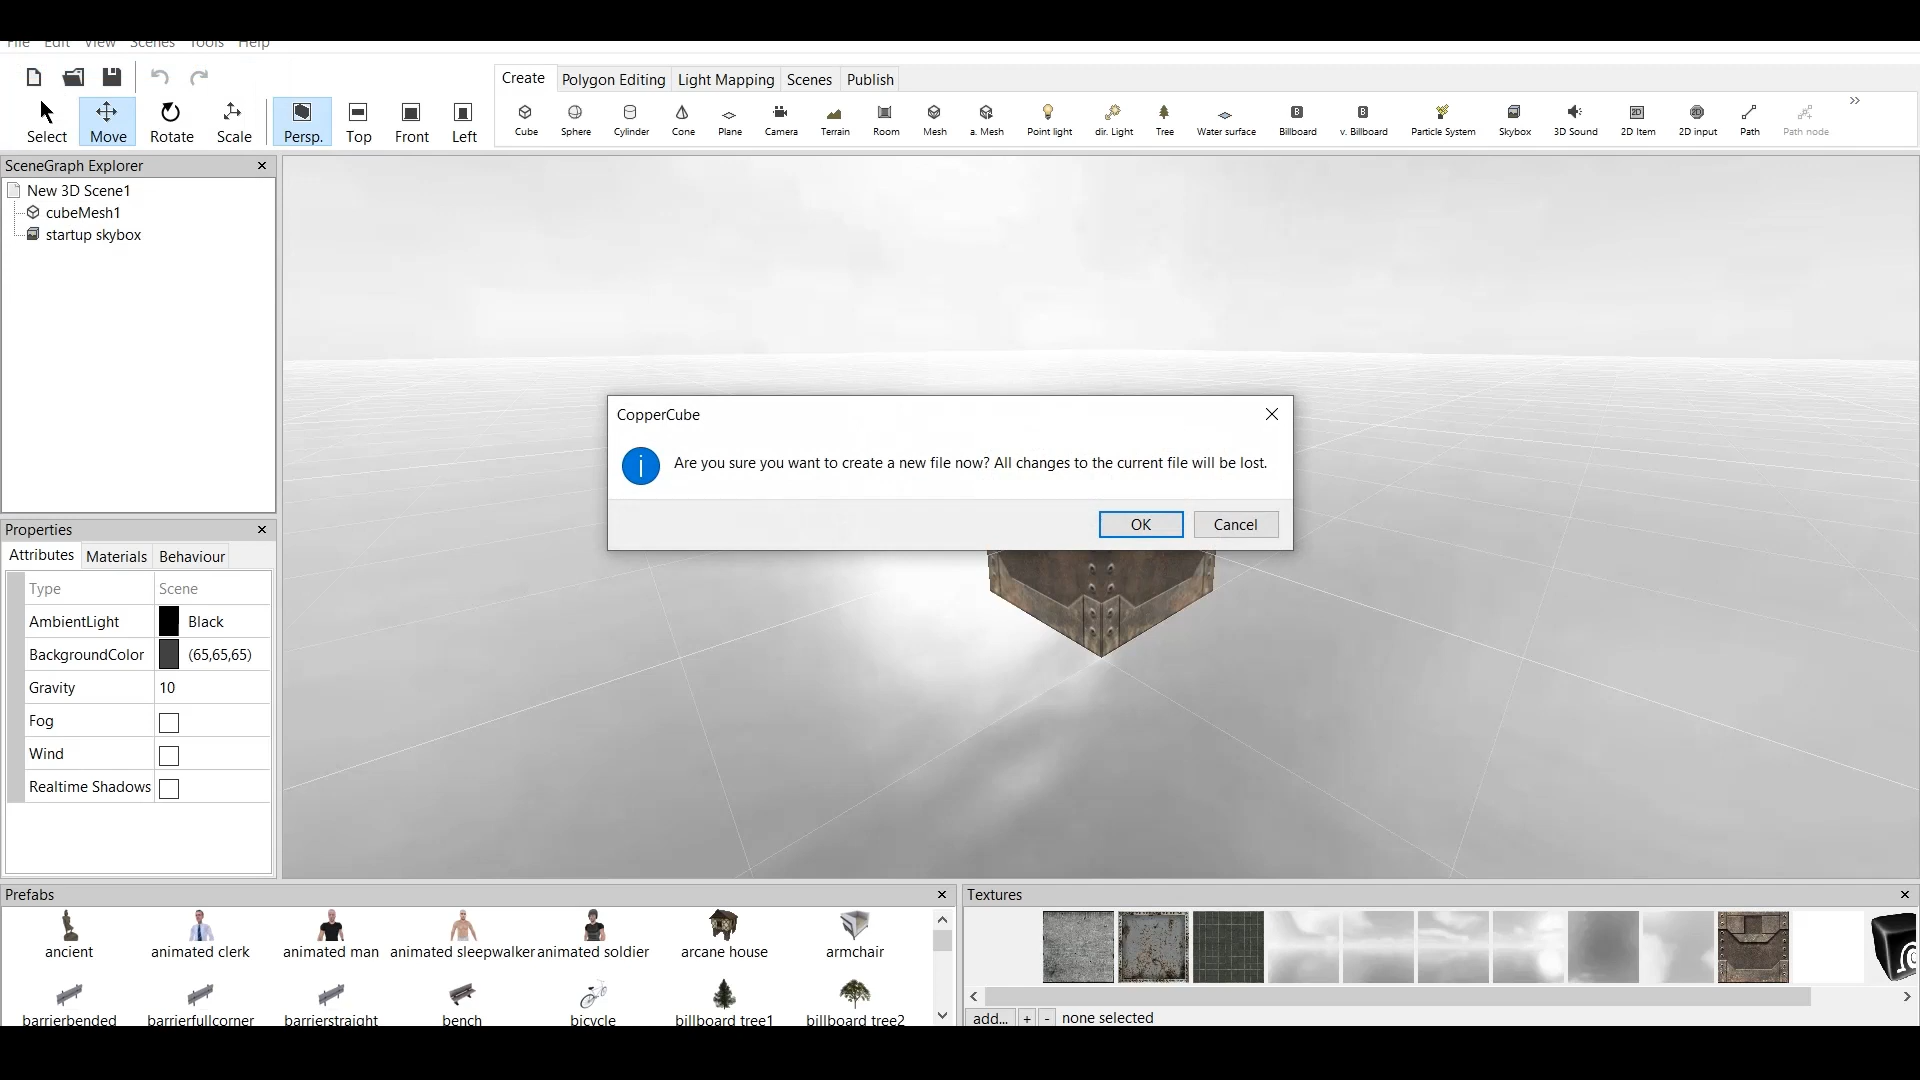 File Edit View Scenes Tools Help
Create Polygon Editing Light Mapping Scenes Publish
Select Move Rotate Scale Persp. Top Front Left
Cube Sphere Cylinder Cone Plane Camera Terrain Room Mesh a. Mesh Point light dir. Light Tree Water surface Billboard v. Billboard Particle System Skybox 3D Sound 2D Item 2D input Path Path node
SceneGraph Explorer
New 3D Scene1
cubeMesh1
startup skybox
CopperCube
Are you sure you want to create a new file now? All changes to the current file will be lost.
OK Cancel
Properties
Attributes Materials Behaviour
Type Scene
AmbientLight Black
BackgroundColor (65,65,65)
Gravity 10
Fog
Wind
Realtime Shadows
Prefabs
ancient animated clerk animated man animated sleepwalker animated soldier arcane house armchair
barrierbended barrierfullcorner barrierstraight bench bicycle billboard tree1 billboard tree2
Textures
add... + - none selected